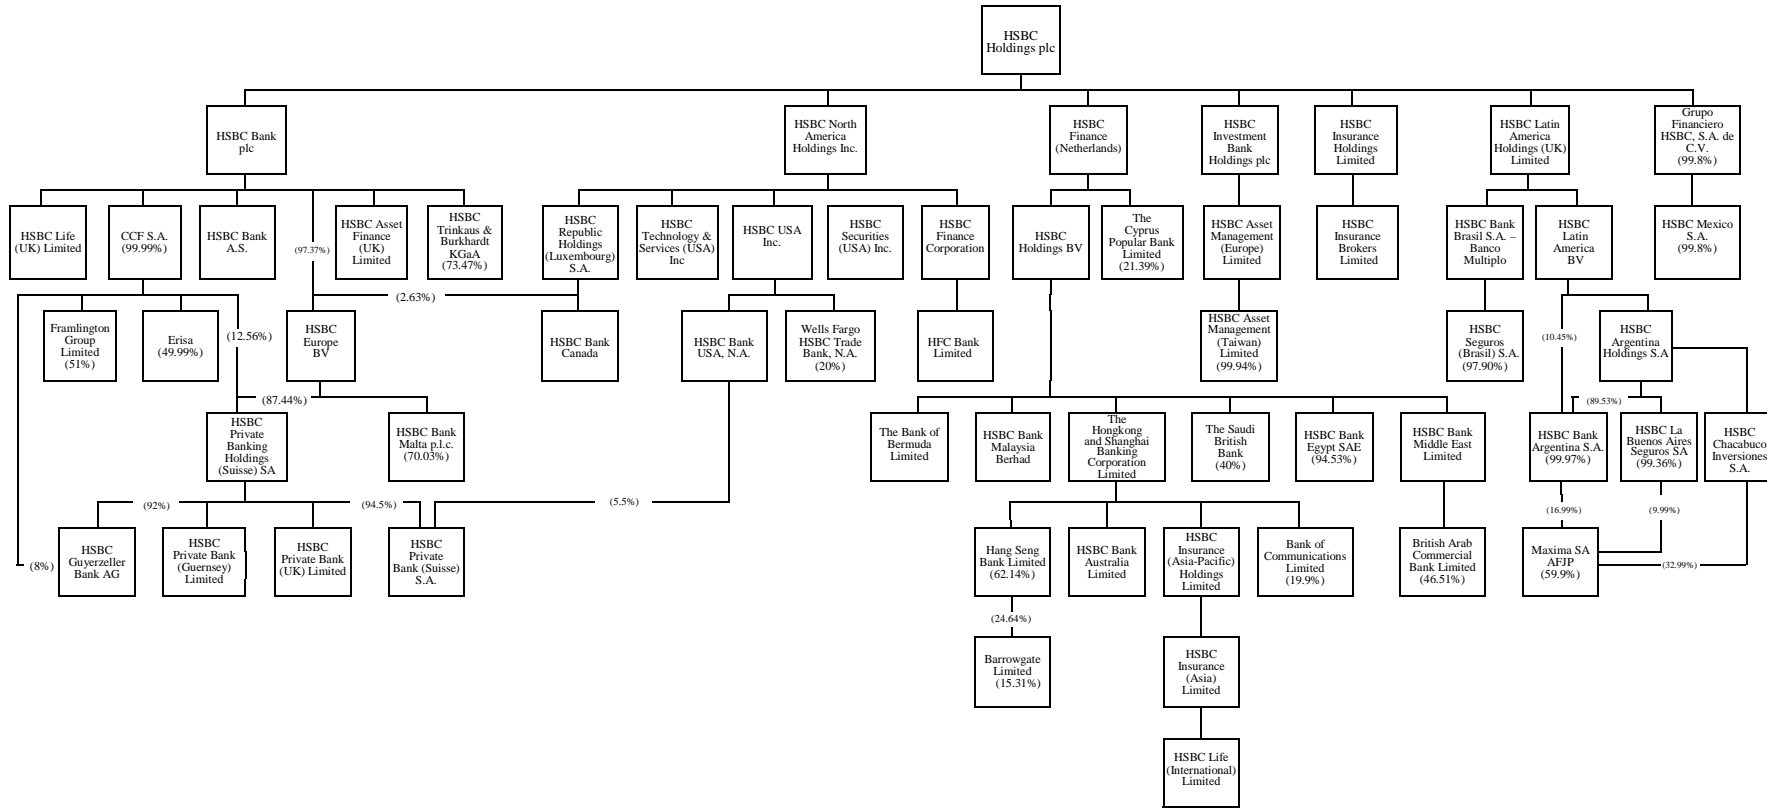 HSBC
Holdings plc
HSBC Bank
plc
HSBC North
America
Holdings Inc.
HSBC
Finance
(Netherlands)
HSBC
Investment
Bank
Holdings plc
HSBC
Insurance
Holdings
Limited
HSBC Latin
America
Holdings (UK)
Limited
Grupo
Financiero
HSBC, S.A. de
C.V.
(99.8%)
HSBC Life
(UK) Limited
CCF S.A.
(99.99%)
HSBC Bank
A.S.
(97.37%)
HSBC Asset
Finance
(UK)
Limited
HSBC
Trinkaus &
Burkhardt
KGaA
(73.47%)
HSBC
Republic
Holdings
(Luxembourg)
S.A.
HSBC
Technology &
Services (USA)
Inc
HSBC USA
Inc.
HSBC
Securities
(USA) Inc.
HSBC
Finance
Corporation
HSBC
Holdings BV
The
Cyprus
Popular Bank
Limited
(21.39%)
HSBC Asset
Management
(Europe)
Limited
HSBC
Insurance
Brokers
Limited
HSBC Bank
Brasil S.A. –
Banco
Multiplo
HSBC
Latin
America
BV
HSBC Mexico
S.A.
(99.8%)
(2.63%)
Framlington
Group
Limited
(51%)
Erisa
(49.99%)
(12.56%)
HSBC
Europe
BV
HSBC Bank
Canada
HSBC Bank
USA, N.A.
Wells Fargo
HSBC Trade
Bank, N.A.
(20%)
HFC Bank
Limited
HSBC Asset
Management
(Taiwan)
Limited
(99.94%)
HSBC
Seguros
(Brasil) S.A.
(97.90%)
(10.45%)
HSBC
Argentina
Holdings S.A
(87.44%)
(89.53%)
HSBC
Private
Banking
Holdings
(Suisse) SA
HSBC Bank
Malta p.l.c.
(70.03%)
The Bank of
Bermuda
Limited
HSBC Bank
Malaysia
Berhad
The
Hongkong
and Shanghai
Banking
Corporation
Limited
The Saudi
British
Bank
(40%)
HSBC Bank
Egypt SAE
(94.53%)
HSBC Bank
Middle East
Limited
HSBC Bank
Argentina S.A.
(99.97%)
HSBC La
Buenos Aires
Seguros SA
(99.36%)
HSBC
Chacabuco
Inversiones
S.A.
(92%)
(94.5%)
(5.5%)
(16.99%)
(9.99%)
(8%)
HSBC
Guyerzeller
Bank AG
HSBC
Private Bank
(Guernsey)
Limited
HSBC
Private Bank
(UK) Limited
HSBC
Private
Bank (Suisse)
S.A.
Hang Seng
Bank Limited
(62.14%)
HSBC Bank
Australia
Limited
HSBC
Insurance
(Asia-Pacific)
Holdings
Limited
Bank of
Communications
Limited
(19.9%)
British Arab
Commercial
Bank Limited
(46.51%)
Maxima SA
AFJP
(59.9%)
(32.99%)
(24.64%)
Barrowgate
Limited
(15.31%)
HSBC
Insurance
(Asia)
Limited
HSBC Life
(International)
Limited